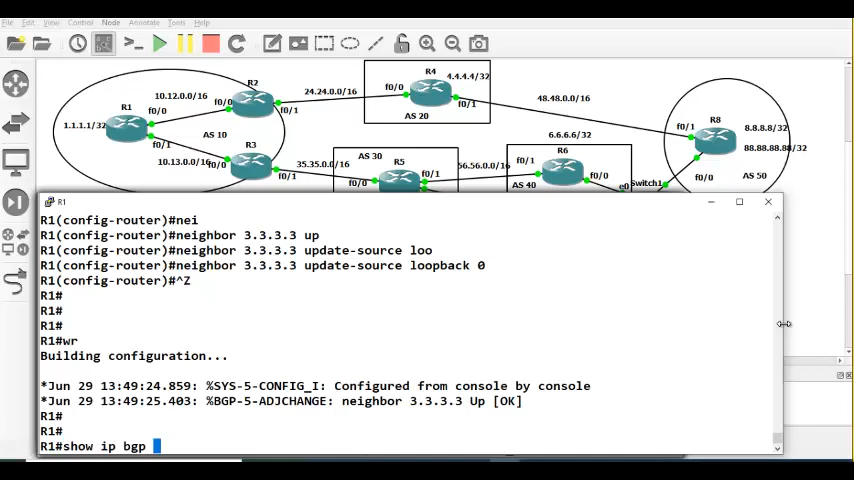 File Edit View Control Node Annotate Tools Help
R2
R4
24.24.0.0/16
4.4.4.4/32
10.12.0.0/16
f0/0
f0/0
48.48.0.0/16
R1
f0/0
f0/1
f0/1
R8
1.1.1.1/32
AS 10
AS 20
6.6.6.6/32
f0/1
8.8.8.8/32
f0/1
R3
R6
88.88.88.88/32
10.13.0.0/16
f0/0
35.35.0.0/16
AS 30
R5
56.56.0.0/16
f0/1
f0/1
f0/0
f0/1
AS 40
f0/0
e0
Switch1
f0/0
AS 50
R1
R1(config-router)#nei
R1(config-router)#neighbor 3.3.3.3 up
R1(config-router)#neighbor 3.3.3.3 update-source loo
R1(config-router)#neighbor 3.3.3.3 update-source loopback 0
R1(config-router)#^Z
R1#
R1#
R1#
R1#wr
Building configuration...
*Jun 29 13:49:24.859: %SYS-5-CONFIG_I: Configured from console by console
*Jun 29 13:49:25.403: %BGP-5-ADJCHANGE: neighbor 3.3.3.3 Up [OK]
R1#
R1#
R1#show ip bgp